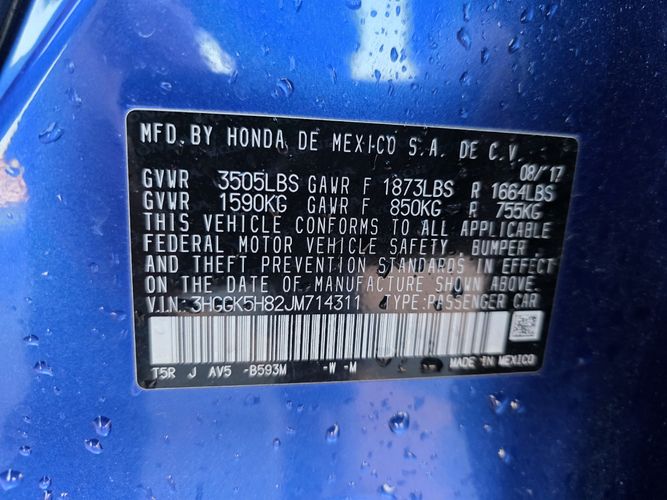 MFD. BY HONDA DE MEXICO S.A. DE C.V.
08/17
GVWR 3505LBS GAWR F 1873LBS R 1664LBS
GVWR 1590KG GAWR F 850KG R 755KG
THIS VEHICLE CONFORMS TO ALL APPLICABLE
FEDERAL MOTOR VEHICLE SAFETY, BUMPER,
AND THEFT PREVENTION STANDARDS IN EFFECT
ON THE DATE OF MANUFACTURE SHOWN ABOVE.
VIN:3HGGK5H82JM714311 TYPE:PASSENGER CAR
T5R J AV5 -B593M -W -M MADE IN MEXICO